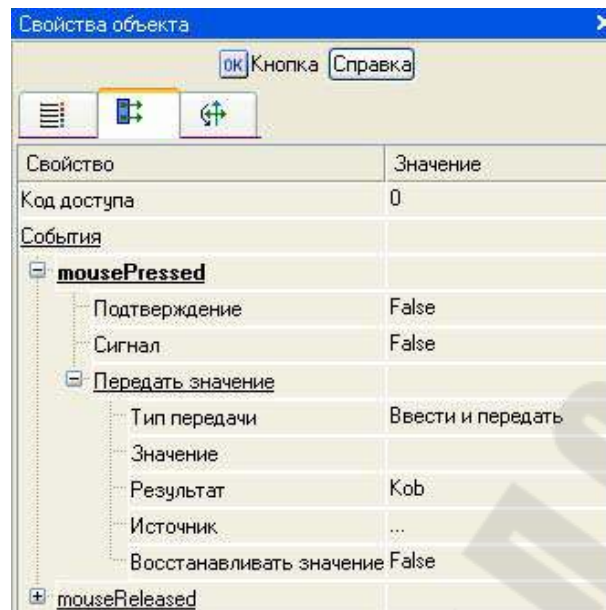 Свойства объекта
ок Кнопка Справка
Свойство Значение
Код доступа 0
События
mousePressed
Подтверждение False
Сигнал False
Передать значение
Тип передачи Ввести и передать
Значение
Результат Kob
Источник ...
Восстанавливать значение False
mouseReleased